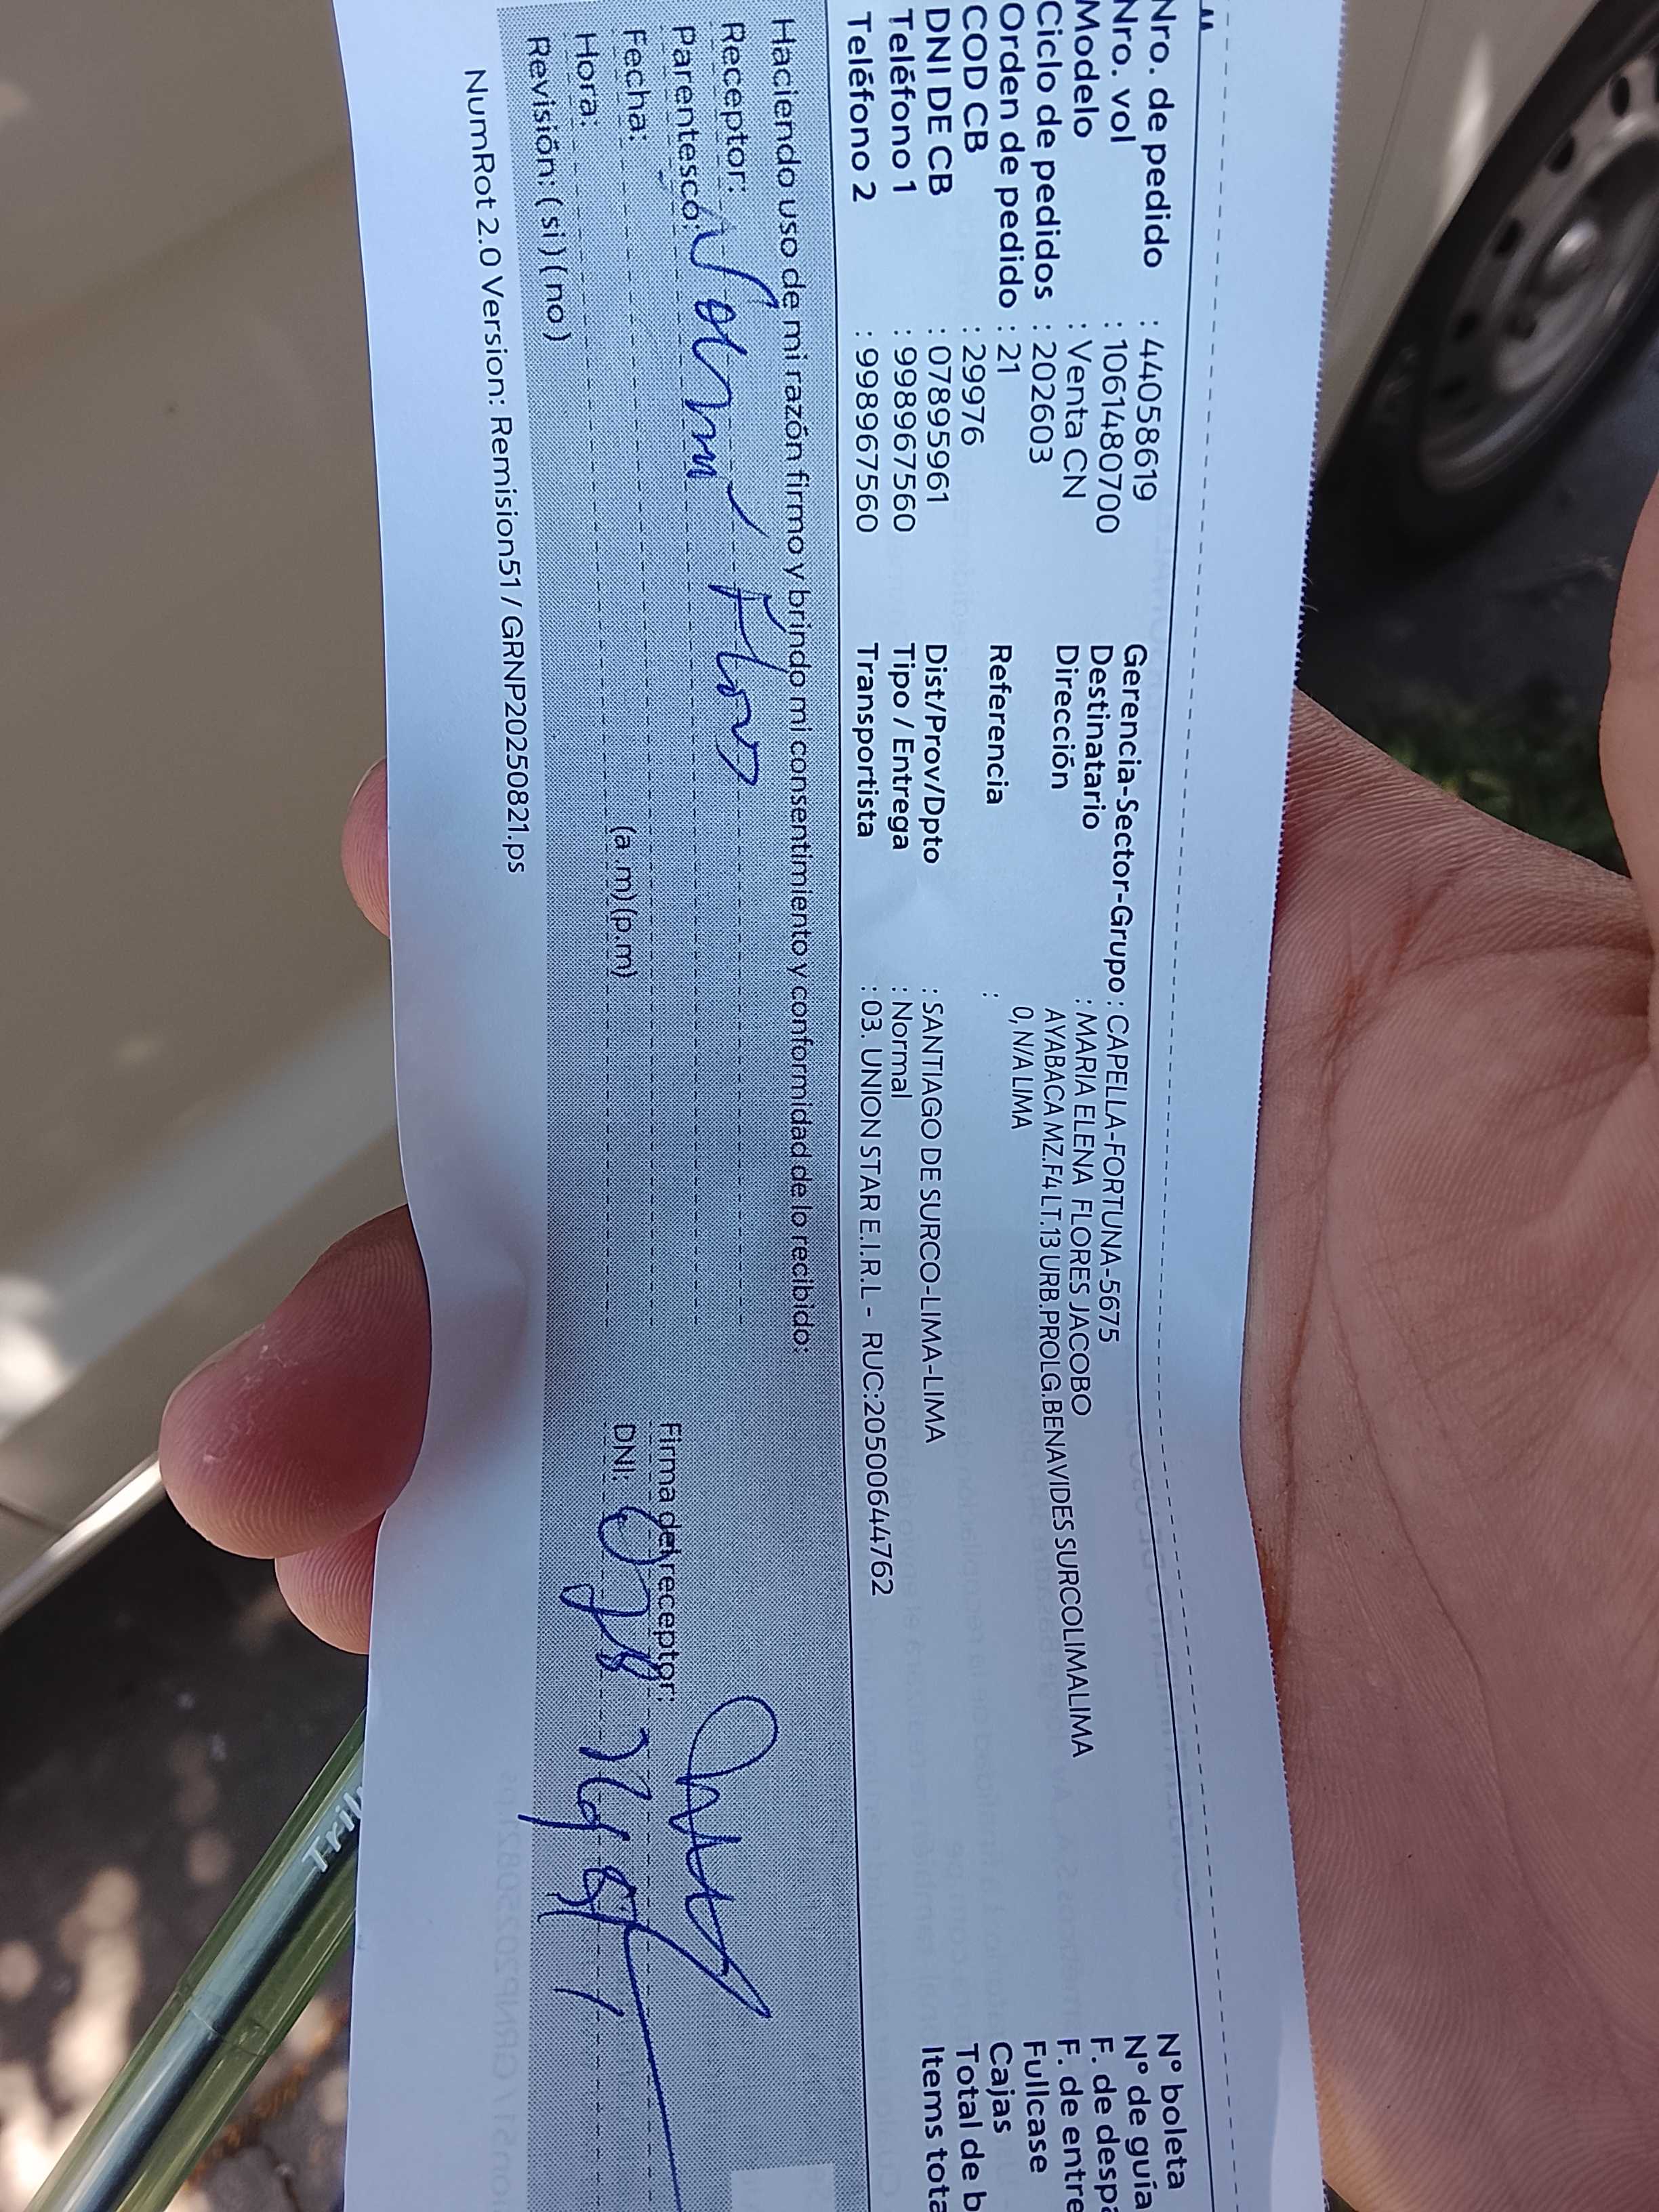 Nro. de pedido : 44058619
Nro. vol : 10614480700
Modelo : Venta CN
Ciclo de pedidos : 202603
Orden de pedido : 21
COD CB : 29976
DNI DE CB : 07895961
Teléfono 1 : 998967560
Teléfono 2 : 998967560
Gerencia-Sector-Grupo : CAPELLA-FORTUNA-5675
Destinatario : MARIA ELENA FLORES JACOBO
Dirección AYABACA MZ.F4 LT.13 URB.PROLG.BENAVIDES SURCOLIMALIMA
0, N/A LIMA
Referencia :
Dist/Prov/Dpto : SANTIAGO DE SURCO-LIMA-LIMA
Tipo / Entrega : Normal
Transportista : 03. UNION STAR E.I.R.L - RUC:20500644762
N° boleta
N° de guía
F. de despa
F. de entre
Fullcase
Cajas
Total de b
Items tota
Haciendo uso de mi razón firmo y brindo mi consentimiento y conformidad de lo recibido:
Receptor:
Parentesco:
Fecha:
Hora: (a.m) (p.m)
Revisión: ( si ) ( no )
Firma del receptor:
DNI:
NumRot 2.0 Version: Remision51 / GRNP20250821.ps
Tril